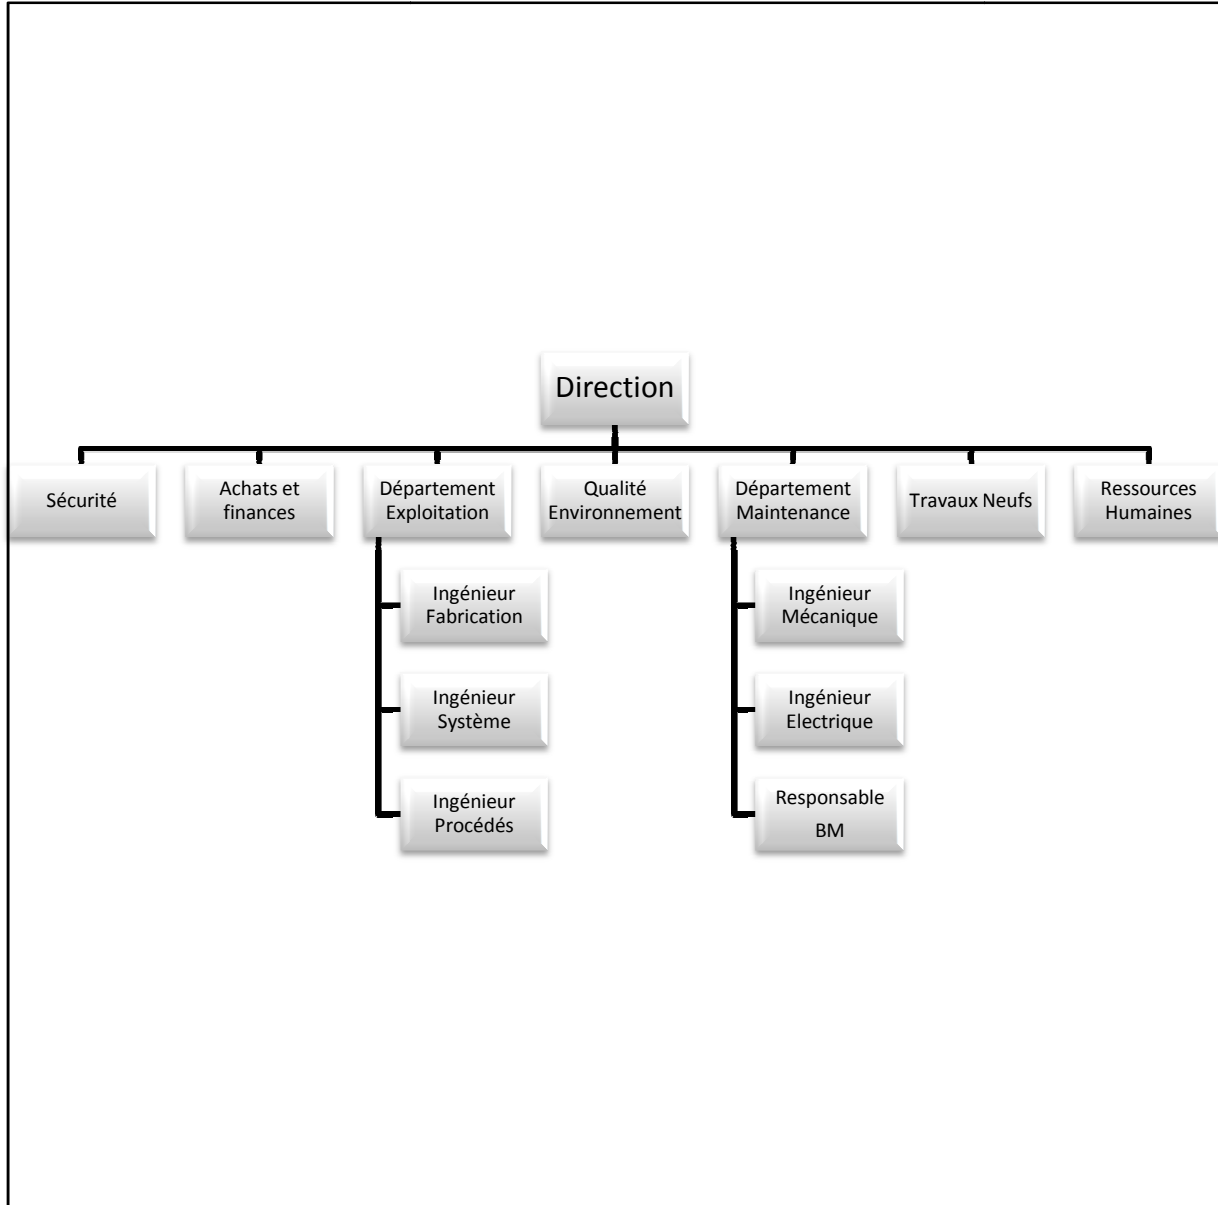 Direction
Sécurité
Achats et
finances
Département
Exploitation
Qualité
Environnement
Département
Maintenance
Travaux Neufs
Ressources
Humaines
Ingénieur
Fabrication
Ingénieur
Système
Ingénieur
Procédés
Ingénieur
Mécanique
Ingénieur
Electrique
Responsable
BM